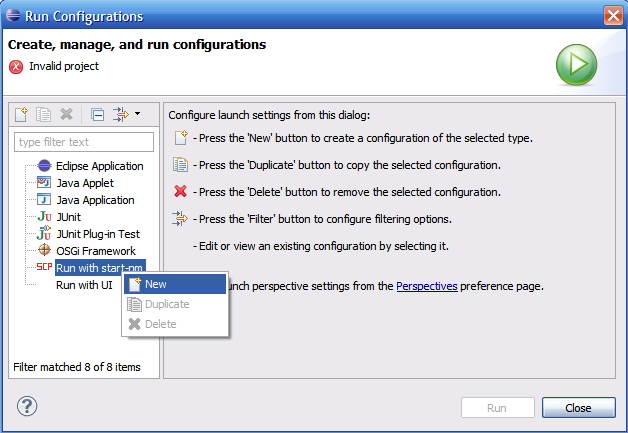 Run Configurations
Create, manage, and run configurations
Invalid project
type filter text
Eclipse Application
Java Applet
Java Application
JU JUnit
JU JUnit Plug-in Test
OSGi Framework
SCP Run with start-nm
Run with UI
New
Duplicate
Delete
Filter matched 8 of 8 items
Configure launch settings from this dialog:
- Press the 'New' button to create a configuration of the selected type.
- Press the 'Duplicate' button to copy the selected configuration.
- Press the 'Delete' button to remove the selected configuration.
- Press the 'Filter' button to configure filtering options.
- Edit or view an existing configuration by selecting it.
unch perspective settings from the Perspectives preference page.
?
Run
Close